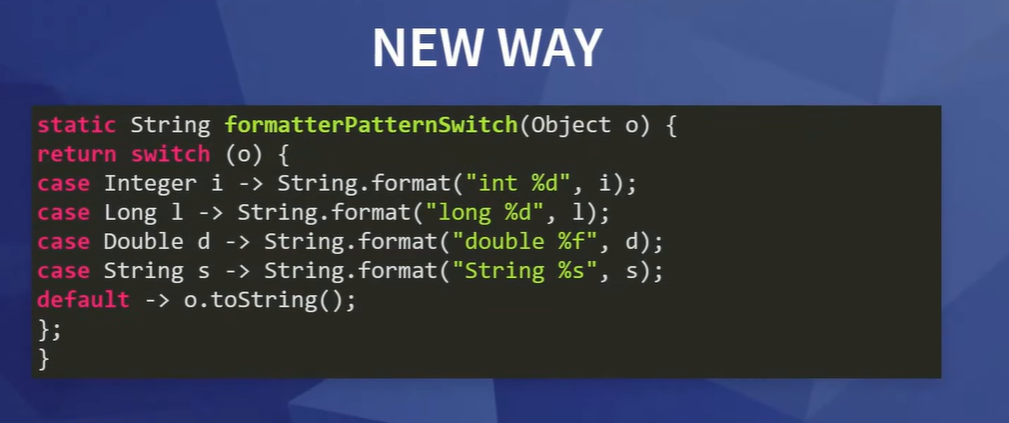 NEW WAY
static String formatterPatternSwitch(Object o) {
return switch (o) {
case Integer i -> String.format("int %d", i);
case Long l -> String.format("long %d", l);
case Double d -> String.format("double %f", d);
case String s -> String.format("String %s", s);
default -> o.toString();
};
}